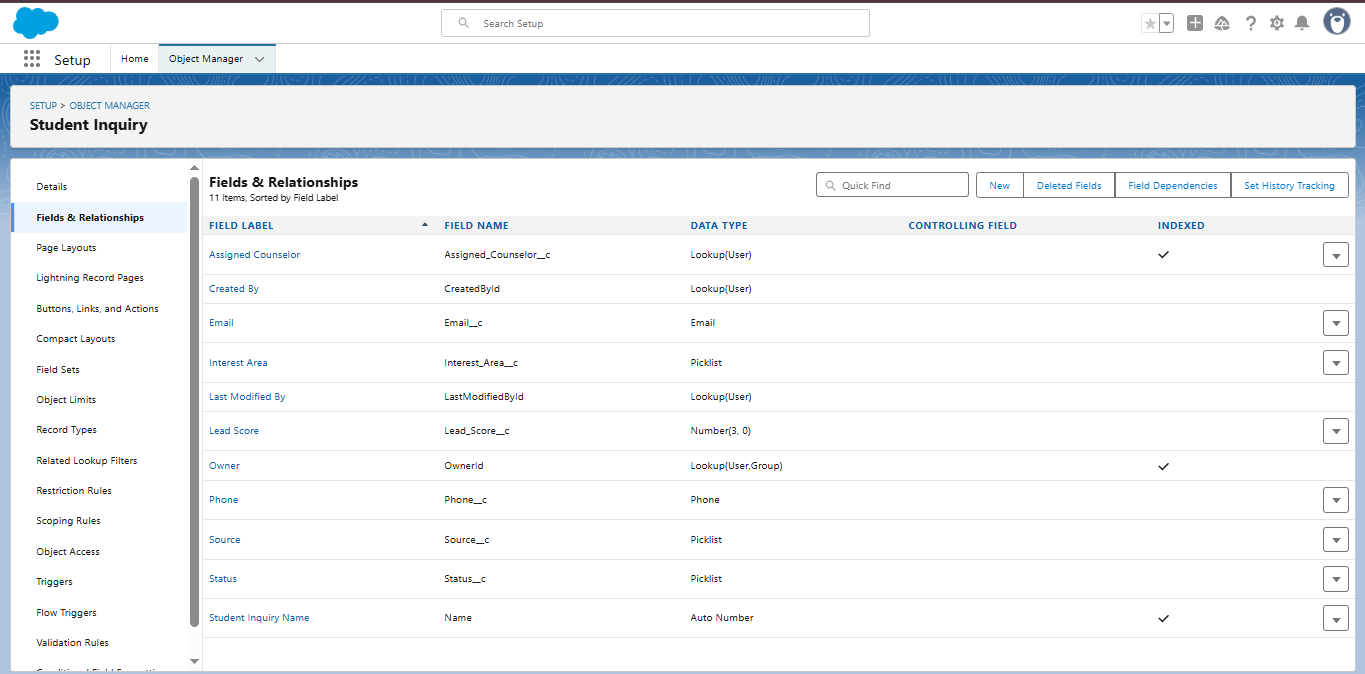 Search Setup
Setup
Home
Object Manager
SETUP > OBJECT MANAGER
Student Inquiry
Details
Fields & Relationships
Page Layouts
Lightning Record Pages
Buttons, Links, and Actions
Compact Layouts
Field Sets
Object Limits
Record Types
Related Lookup Filters
Restriction Rules
Scoping Rules
Object Access
Triggers
Flow Triggers
Validation Rules
Fields & Relationships
11 Items, Sorted by Field Label
Quick Find
New
Deleted Fields
Field Dependencies
Set History Tracking
FIELD LABEL FIELD NAME DATA TYPE CONTROLLING FIELD INDEXED
Assigned Counselor Assigned_Counselor__c Lookup(User)
Created By CreatedById Lookup(User)
Email Email__c Email
Interest Area Interest_Area__c Picklist
Last Modified By LastModifiedById Lookup(User)
Lead Score Lead_Score__c Number(3, 0)
Owner OwnerId Lookup(User,Group)
Phone Phone__c Phone
Source Source__c Picklist
Status Status__c Picklist
Student Inquiry Name Name Auto Number